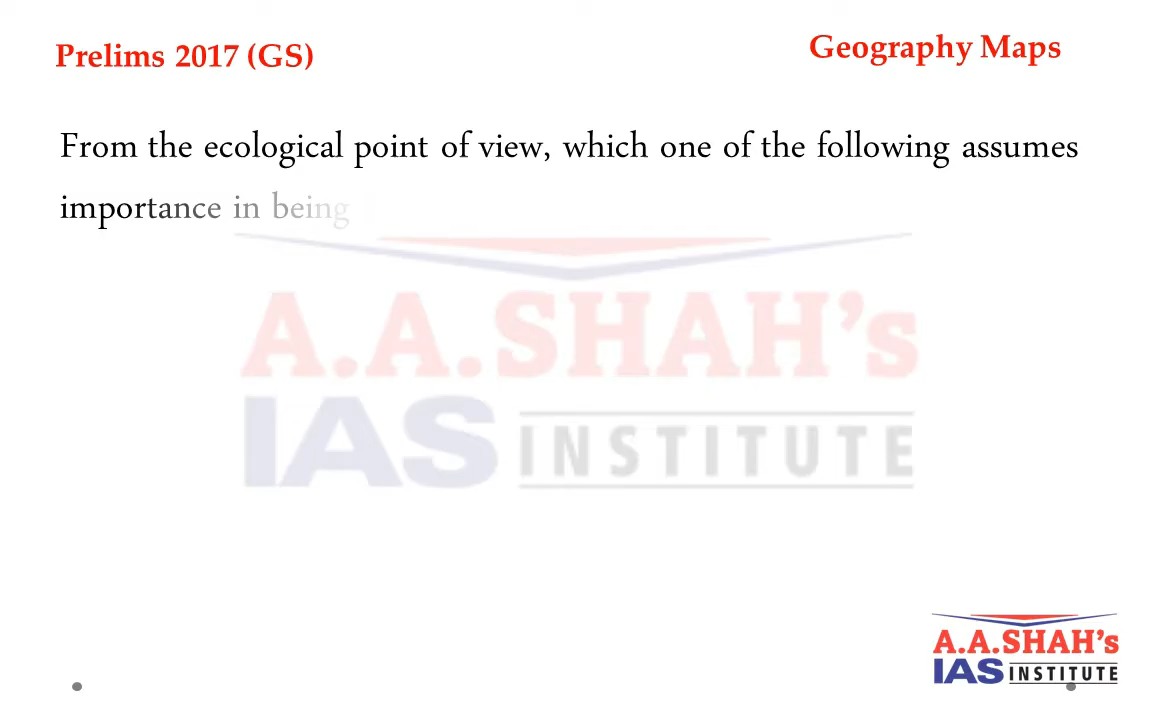 Prelims 2017 (GS)
Geography Maps
From the ecological point of view, which one of the following assumes
importance in being
A.A.SHAH's
IAS INSTITUTE
A.A.SHAH's
IAS INSTITUTE